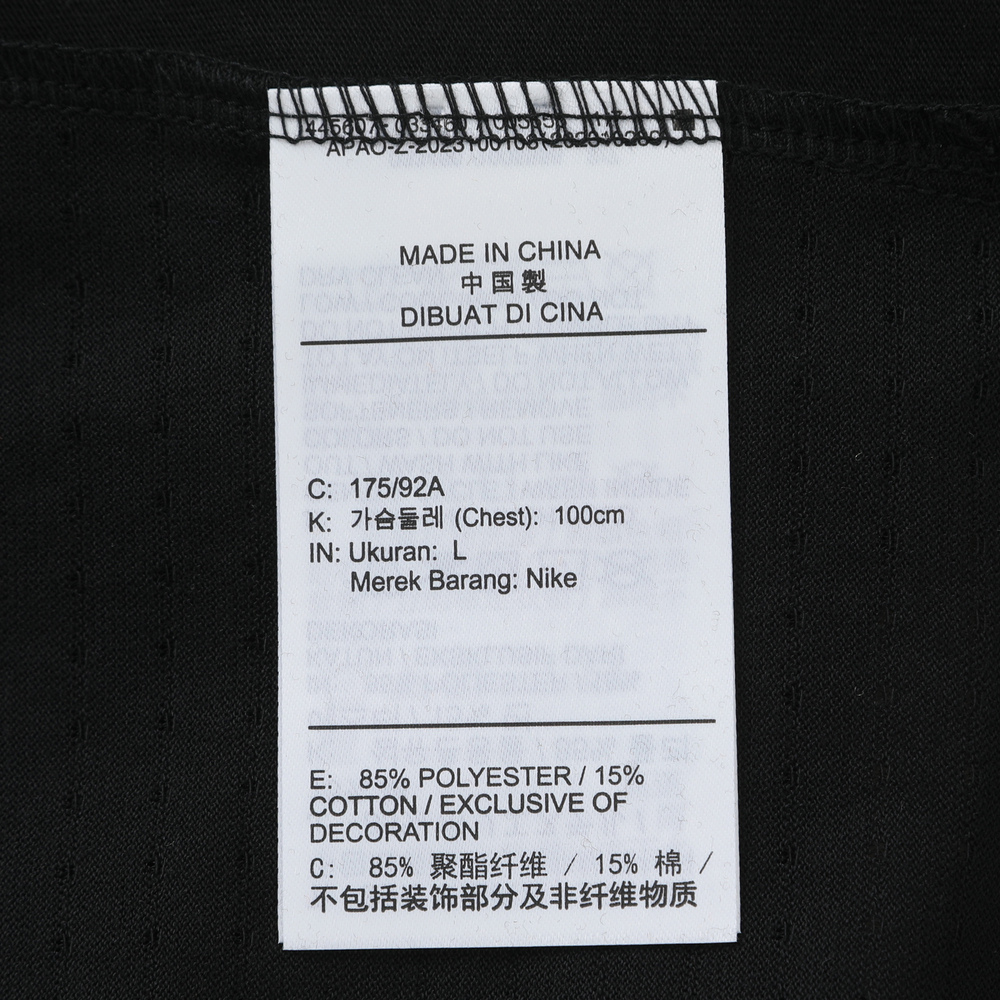 MADE IN CHINA
中国製
DIBUAT DI CINA
C: 175/92A
K: 가슴둘레 (Chest): 100cm
IN: Ukuran: L
Merek Barang: Nike
E: 85% POLYESTER / 15%
COTTON / EXCLUSIVE OF
DECORATION
C: 85% 聚酯纤维 / 15% 棉 /
不包括装饰部分及非纤维物质